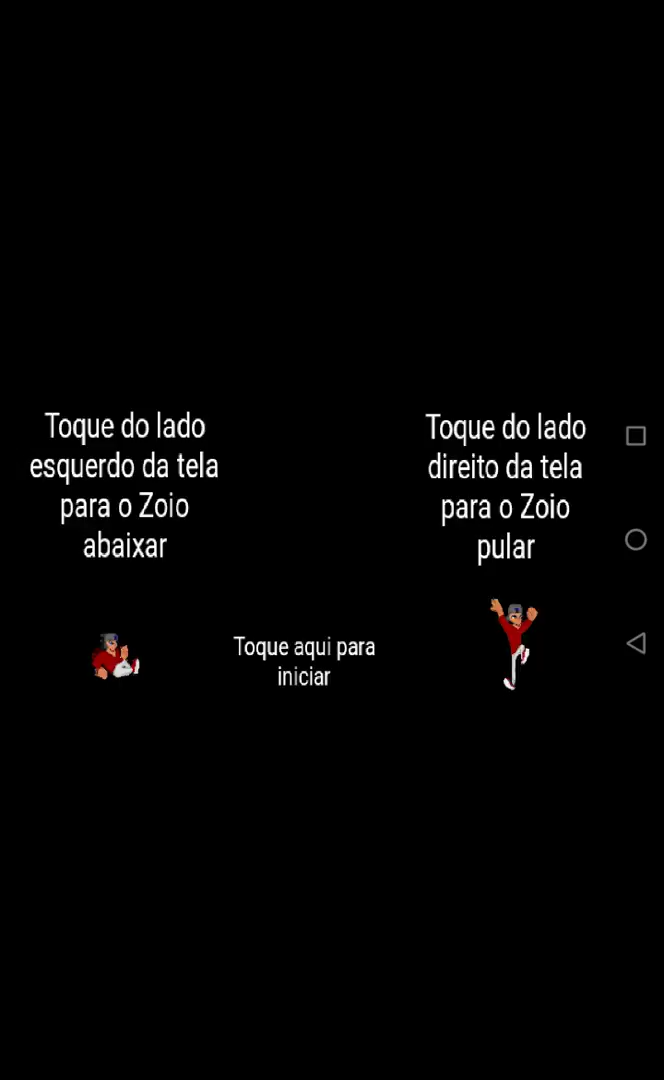 Toque do lado
esquerdo da tela
para o Zoio
abaixar
Toque do lado
direito da tela
para o Zoio
pular
Toque aqui para
iniciar